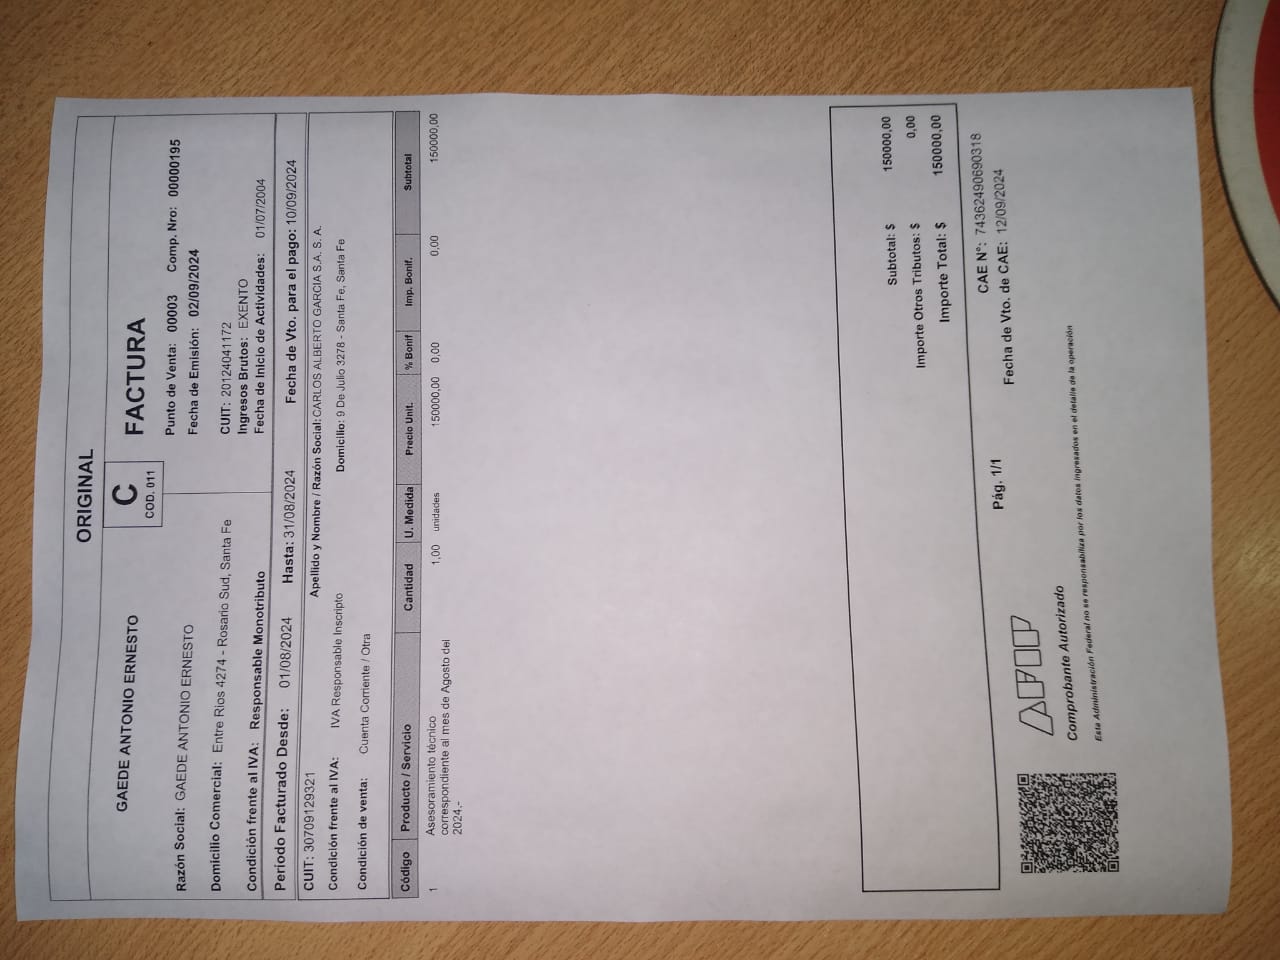 ORIGINAL
GAEDE ANTONIO ERNESTO
C
COD. 011
FACTURA
Razón Social: GAEDE ANTONIO ERNESTO
Domicilio Comercial: Entre Rios 4274 - Rosario Sud, Santa Fe
Condición frente al IVA: Responsable Monotributo
Punto de Venta: 00003 Comp. Nro: 00000195
Fecha de Emisión: 02/09/2024
CUIT: 20124041172
Ingresos Brutos: EXENTO
Fecha de Inicio de Actividades: 01/07/2004
Período Facturado Desde: 01/08/2024 Hasta: 31/08/2024 Fecha de Vto. para el pago: 10/09/2024
CUIT: 30709129321 Apellido y Nombre / Razón Social: CARLOS ALBERTO GARCIA S.A. S. A.
Condición frente al IVA: IVA Responsable Inscripto Domicilio: 9 De Julio 3278 - Santa Fe, Santa Fe
Condición de venta: Cuenta Corriente / Otra
Código Producto / Servicio Cantidad U. Medida Precio Unit. % Bonif Imp. Bonif. Subtotal
1 Asesoramiento técnico 1,00 unidades 150000,00 0,00 0,00 150000,00
correspondiente al mes de Agosto del
2024,-
Subtotal: $ 150000,00
Importe Otros Tributos: $ 0,00
Importe Total: $ 150000,00
AFIP
Comprobante Autorizado
Esta Administración Federal no se responsabiliza por los datos ingresados en el detalle de la operación
Pág. 1/1
CAE N°: 74362490690318
Fecha de Vto. de CAE: 12/09/2024